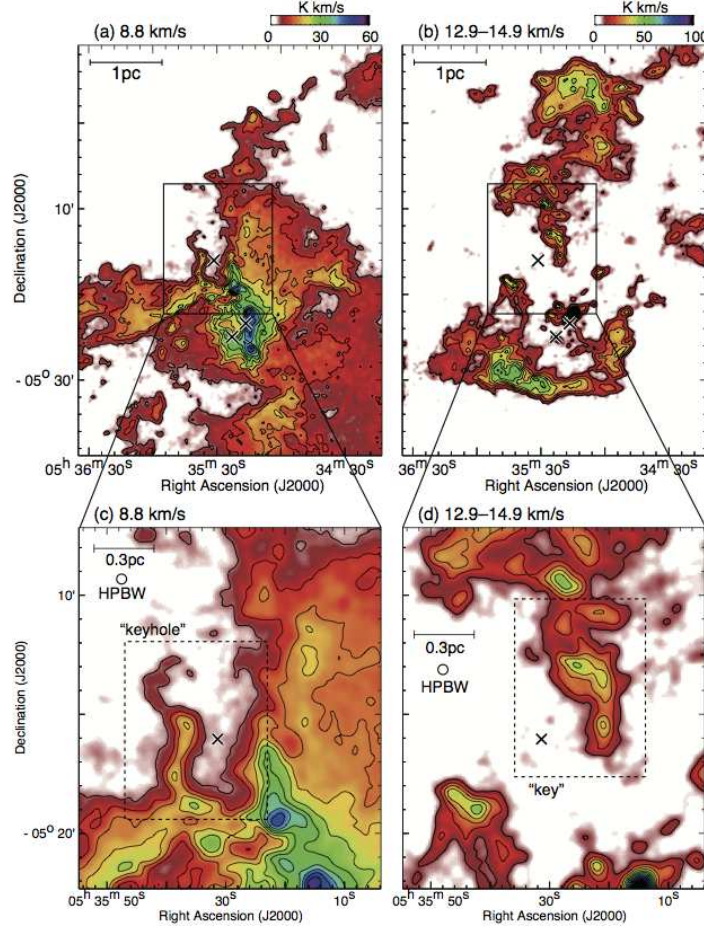 K km/s
0 30 60
K km/s
0 50 100
(a) 8.8 km/s
(b) 12.9–14.9 km/s
1pc
1pc
Declination (J2000)
10'
- 05° 30'
05h 36m 30s 35m 30s 34m 30s
36m 30s 35m 30s 34m 30s
Right Ascension (J2000)
Right Ascension (J2000)
(c) 8.8 km/s
(d) 12.9–14.9 km/s
0.3pc
10'
HPBW
"keyhole"
0.3pc
HPBW
"key"
Declination (J2000)
- 05° 20'
05h 35m 50s 30s 10s
05h 35m 50s 30s 10s
Right Ascension (J2000)
Right Ascension (J2000)